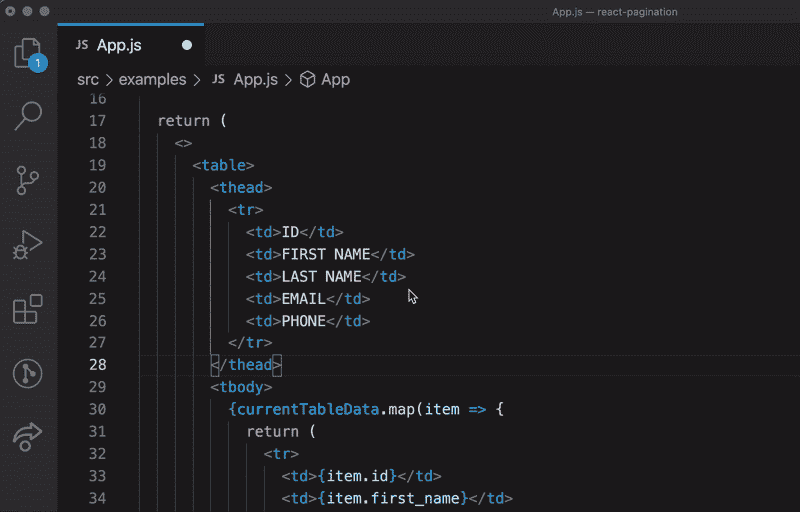 App.js — react-pagination
JS App.js
1
src > examples > JS App.js > App
16
17 return (
18 <>
19 <table>
20 <thead>
21 <tr>
22 <td>ID</td>
23 <td>FIRST NAME</td>
24 <td>LAST NAME</td>
25 <td>EMAIL</td>
26 <td>PHONE</td>
27 </tr>
28 </thead>
29 <tbody>
30 {currentTableData.map(item => {
31 return (
32 <tr>
33 <td>{item.id}</td>
34 <td>{item.first_name}</td>